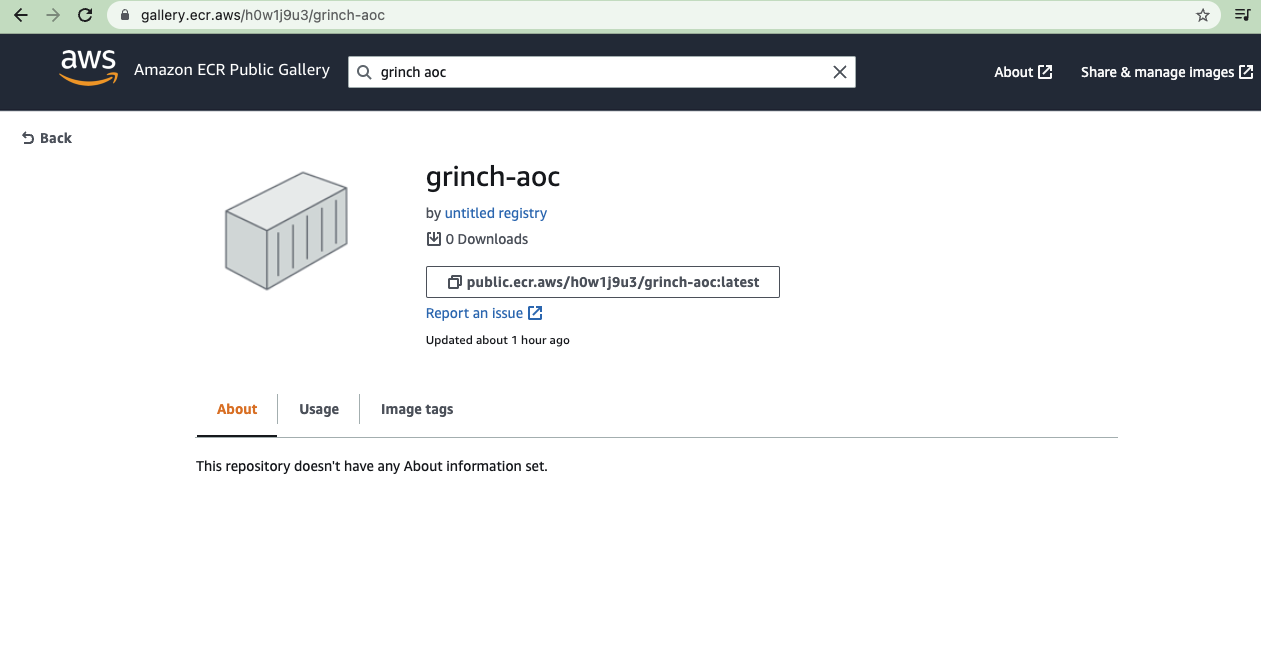 gallery.ecr.aws/h0w1j9u3/grinch-aoc
aws Amazon ECR Public Gallery grinch aoc About Share & manage images
Back
grinch-aoc
by untitled registry
0 Downloads
public.ecr.aws/h0w1j9u3/grinch-aoc:latest
Report an issue
Updated about 1 hour ago
About Usage Image tags
This repository doesn't have any About information set.